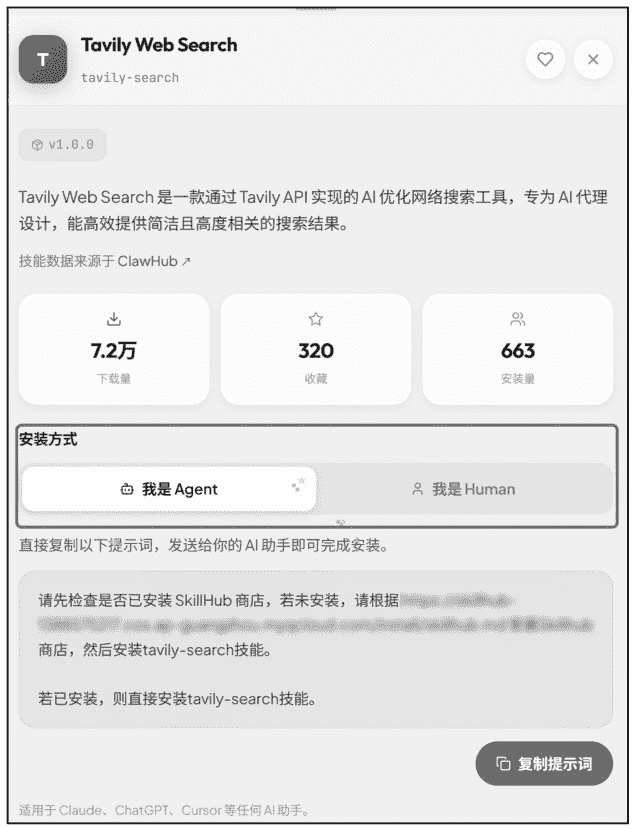 T
Tavily Web Search
tavily-search
v1.0.0
Tavily Web Search 是一款通过 Tavily API 实现的 AI 优化网络搜索工具，专为 AI 代理
设计，能高效提供简洁且高度相关的搜索结果。
技能数据来源于 ClawHub ↗
7.2万
下载量
320
收藏
663
安装量
安装方式
我是 Agent
我是 Human
直接复制以下提示词，发送给你的 AI 助手即可完成安装。
请先检查是否已安装 SkillHub 商店，若未安装，请根据
商店，然后安装tavily-search技能。
若已安装，则直接安装tavily-search技能。
复制提示词
适用于 Claude、ChatGPT、Cursor 等任何 AI 助手。